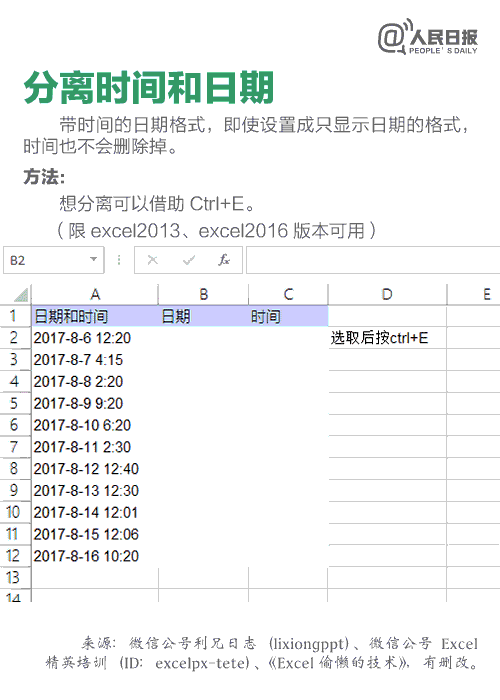 @人民日报
PEOPLE'S DAILY
分离时间和日期
带时间的日期格式，即使设置成只显示日期的格式，
时间也不会删除掉。
方法:
想分离可以借助 Ctrl+E。
（限 excel2013、excel2016 版本可用）
B2 fx
A B C D E
1 日期和时间 日期 时间
2 2017-8-6 12:20 选取后按ctrl+E
3 2017-8-7 4:15
4 2017-8-8 2:20
5 2017-8-9 9:20
6 2017-8-10 6:20
7 2017-8-11 2:30
8 2017-8-12 12:40
9 2017-8-13 12:30
10 2017-8-14 12:01
11 2017-8-15 12:06
12 2017-8-16 10:20
13
14
来源：微信公号利兄日志 (lixiongppt)、微信公号 Excel
精英培训 (ID: excelpx-tete)、《Excel 偷懒的技术》，有删改。